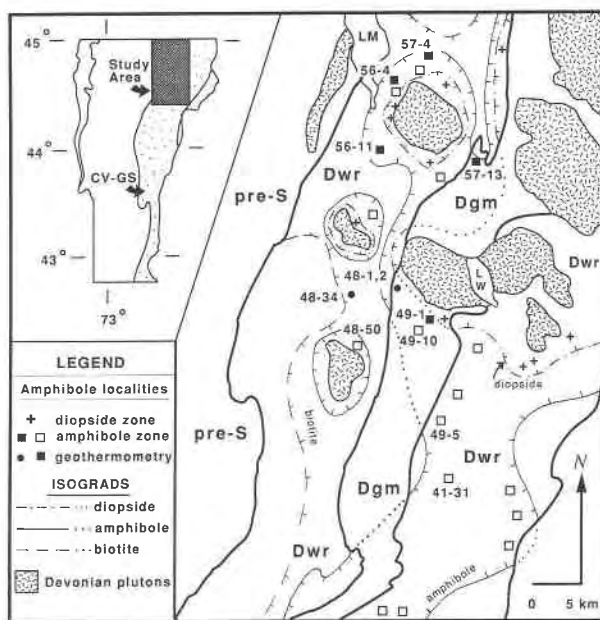 45°
Study
Area
44°
CV-GS
43°
73°
LM
57-4
56-4
56-11
57-13
Dwr
pre-S
Dgm
Dwr
48-1,2
L
W
48-34
49-1
48-50
49-10
diopside
biotite
pre-S
49-5
Dwr
Dgm
41-31
N
Dwr
amphibole
0 5 km
LEGEND
Amphibole localities
+ diopside zone
amphibole zone
geothermometry
ISOGRADS
diopside
amphibole
biotite
Devonian plutons